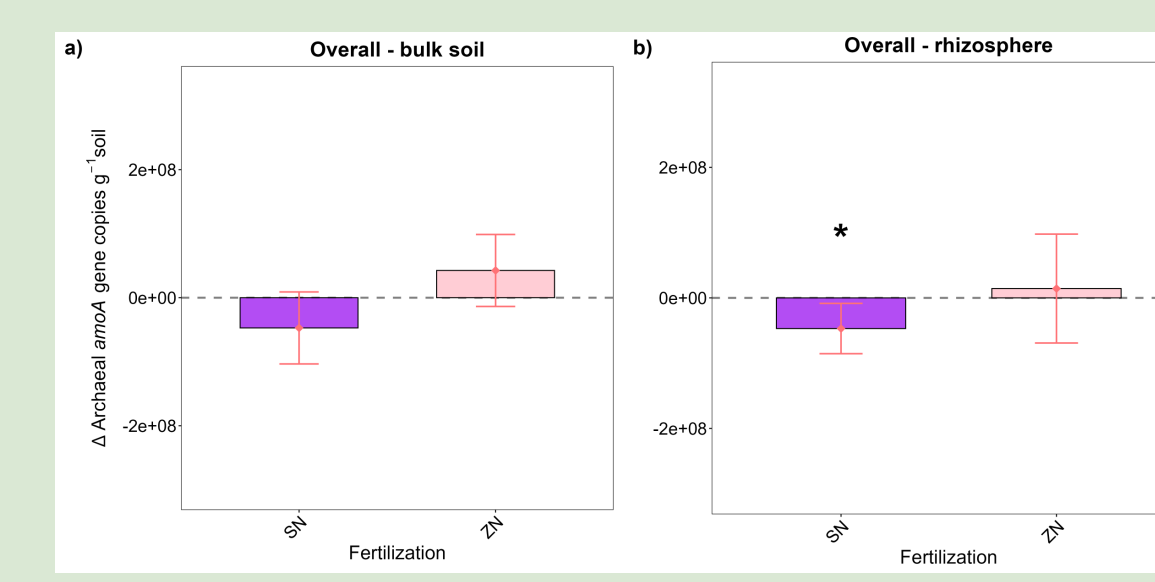 a)
Overall - bulk soil
Δ Archaeal amoA gene copies g⁻¹soil
2e+08
0e+00
-2e+08
SN
ZN
Fertilization
b)
Overall - rhizosphere
2e+08
0e+00
-2e+08
*
SN
ZN
Fertilization